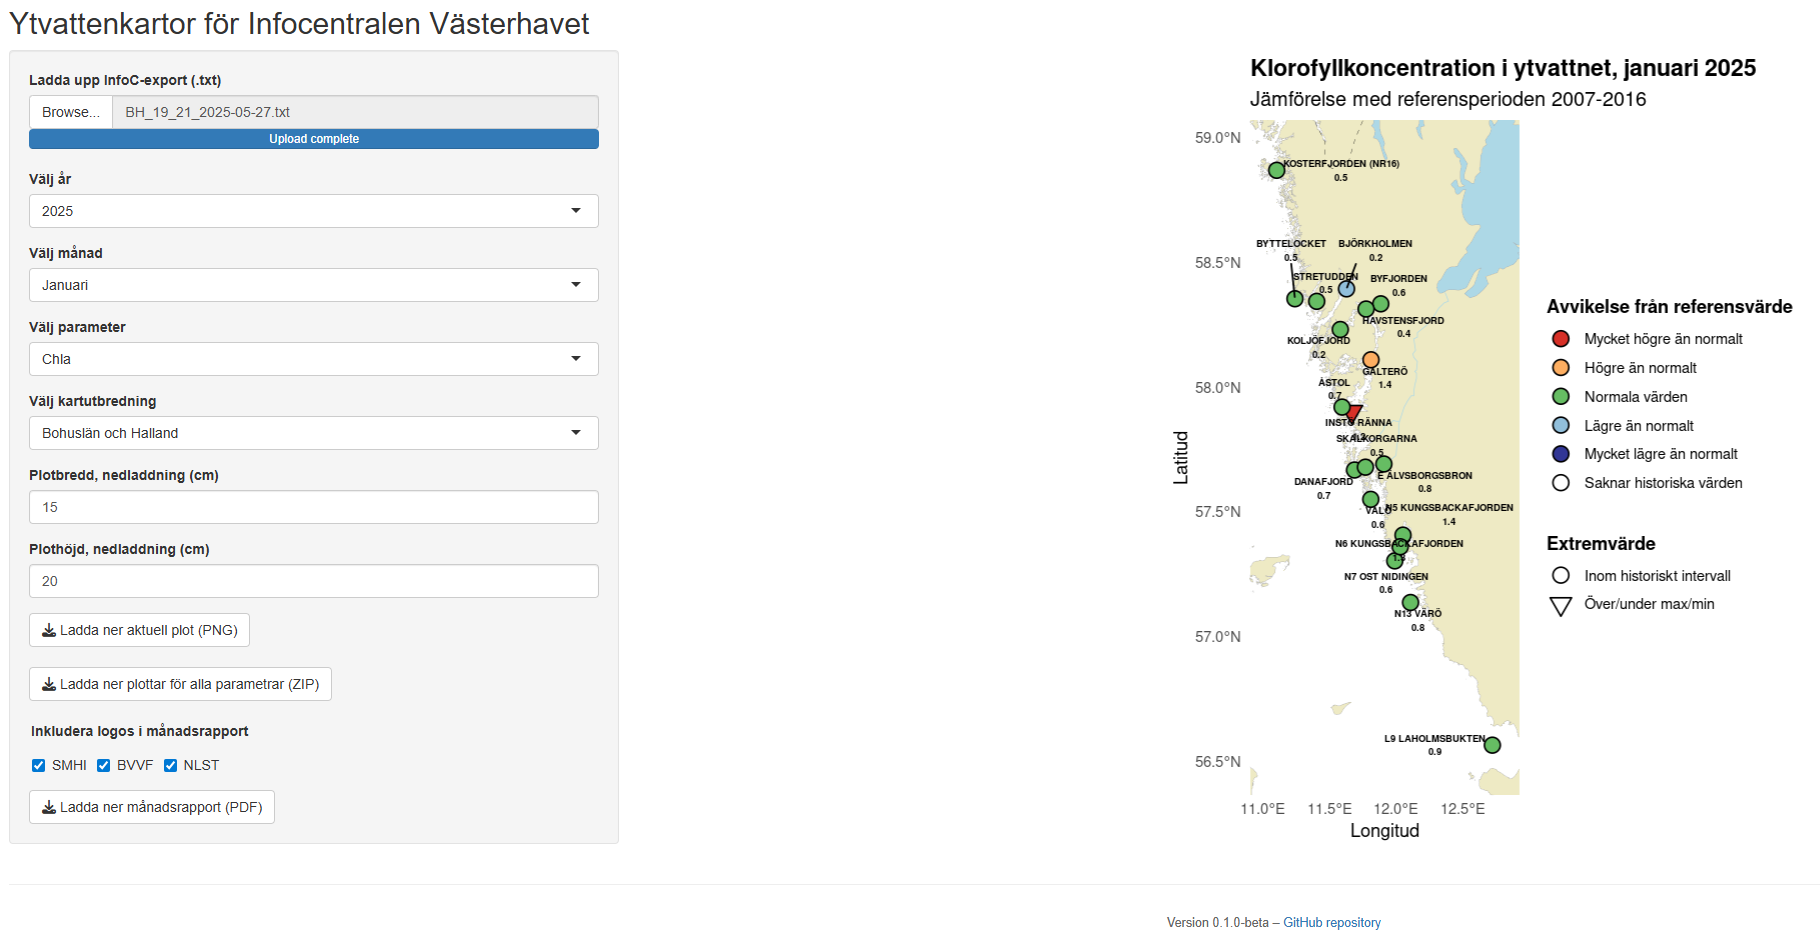 Ytvattenkartor för Infocentralen Västerhavet
Ladda upp InfoC-export (.txt)
Browse... BH_19_21_2025-05-27.txt
Upload complete
Välj år
2025
Välj månad
Januari
Välj parameter
Chla
Välj kartutbredning
Bohuslän och Halland
Plotbredd, nedladdning (cm)
15
Plothöjd, nedladdning (cm)
20
Ladda ner aktuell plot (PNG)
Ladda ner plottar för alla parametrar (ZIP)
Inkludera logos i månadsrapport
SMHI BVVF NLST
Ladda ner månadsrapport (PDF)
Klorofyllkoncentration i ytvattnet, januari 2025
Jämförelse med referensperioden 2007-2016
59.0°N
58.5°N
58.0°N
57.5°N
57.0°N
56.5°N
Latitud
KOSTERFJORDEN (NR16)
0.5
BYTTELOCKET
0.5
BJÖRKHOLMEN
0.2
STRETUDDEN
0.5
BYFJORDEN
0.6
HAVSTENSFJORD
0.4
KOLJÖFJORD
0.2
GALTERÖ
1.4
ÅSTOL
0.7
INSTÖ RÄNNA
SKALKORGARNA
0.5
E ALVSBORGSBRON
0.8
DANAFJORD
0.7
VALÖ
0.6
N5 KUNGSBACKAFJORDEN
1.4
N6 KUNGSBACKAFJORDEN
N7 OST NIDINGEN
0.6
N13 VÄRÖ
0.8
L9 LAHOLMSBUKTEN
0.9
11.0°E 11.5°E 12.0°E 12.5°E
Longitud
Avvikelse från referensvärde
Mycket högre än normalt
Högre än normalt
Normala värden
Lägre än normalt
Mycket lägre än normalt
Saknar historiska värden
Extremvärde
Inom historiskt intervall
Över/under max/min
Version 0.1.0-beta – GitHub repository